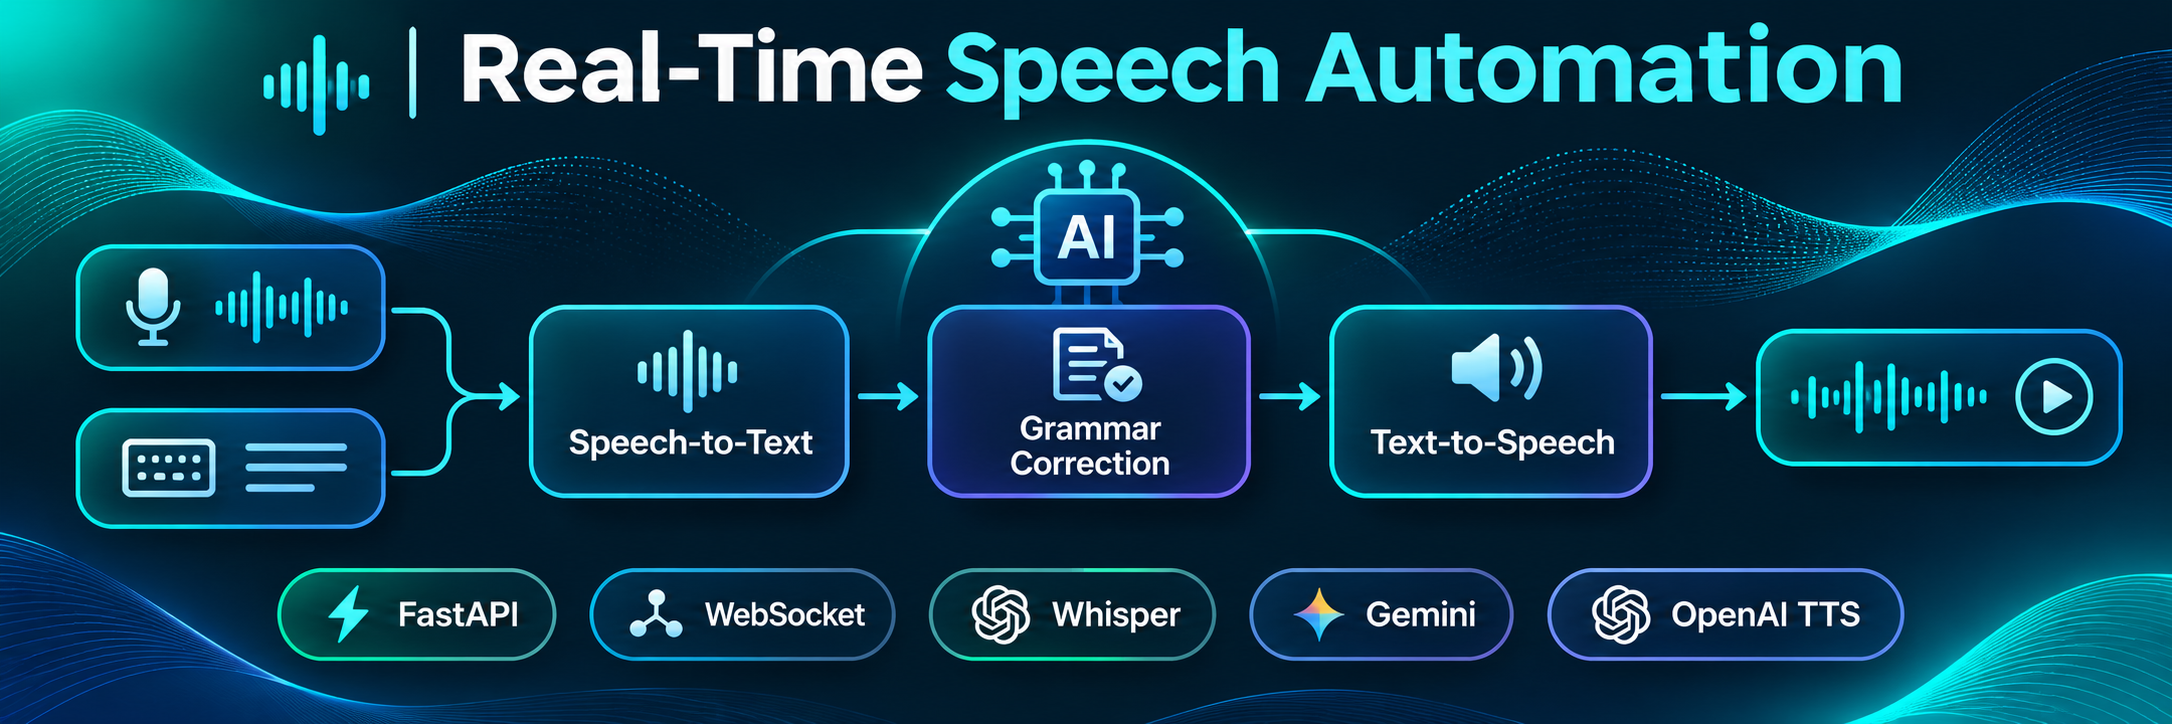 Real-Time Speech Automation
AI
Speech-to-Text
Grammar
Correction
Text-to-Speech
FastAPI
WebSocket
Whisper
Gemini
OpenAI TTS